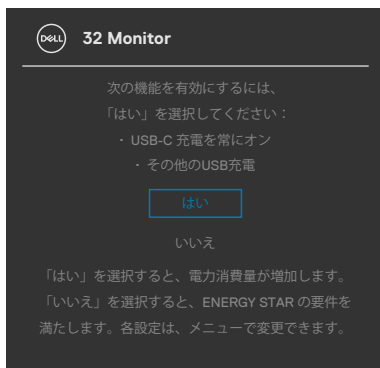 DELL
32 Monitor
次の機能を有効にするには、
「はい」を選択してください：
・ USB-C 充電を常にオン
・ その他のUSB充電
はい
いいえ
「はい」を選択すると、電力消費量が増加します。
「いいえ」を選択すると、ENERGY STAR の要件を
満たします。各設定は、メニューで変更できます。